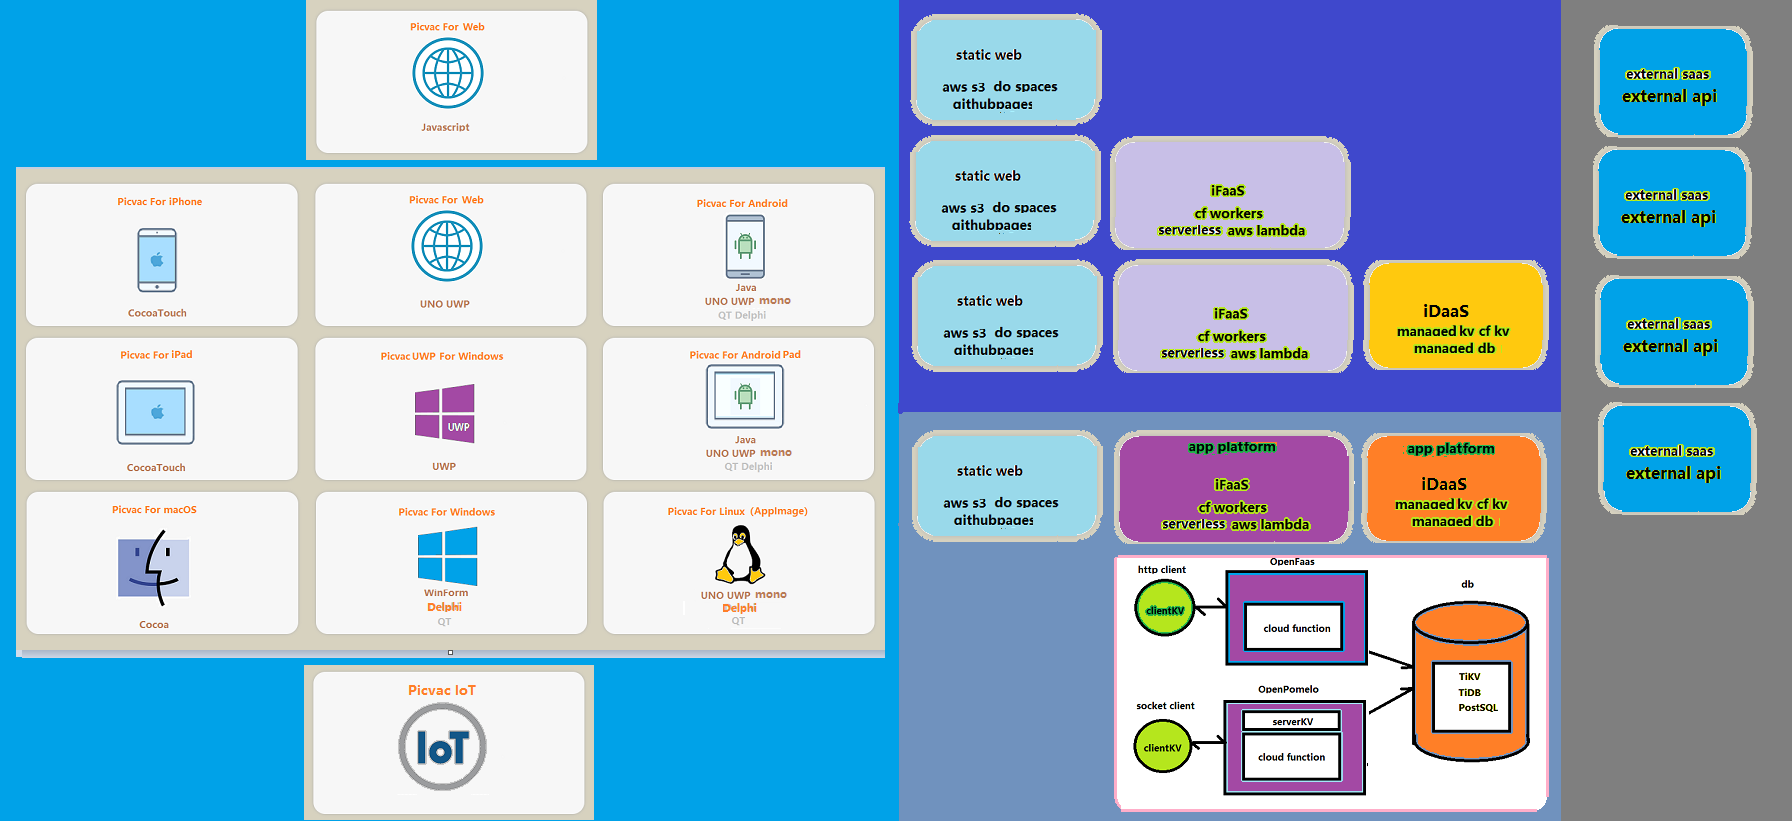 Picvac For Web
Javascript
Picvac For iPhone
CocoaTouch
Picvac For Web
UNO UWP
Picvac For Android
Java
UNO UWP mono
QT Delphi
Picvac For iPad
CocoaTouch
Picvac UWP For Windows
UWP
UWP
Picvac For Android Pad
Java
UNO UWP mono
QT Delphi
Picvac For macOS
Cocoa
Picvac For Windows
WinForm
Delphi
QT
Picvac For Linux (AppImage)
UNO UWP mono
Delphi
QT
Picvac IoT
IoT
static web
aws s3 do spaces
githubpages
static web
aws s3 do spaces
githubpages
iFaaS
cf workers
serverless aws lambda
static web
aws s3 do spaces
githubpages
iFaaS
cf workers
serverless aws lambda
iDaaS
managed kv cf kv
managed db
static web
aws s3 do spaces
githubpages
app platform
iFaaS
cf workers
serverless aws lambda
app platform
iDaaS
managed kv cf kv
managed db
http client
clientKV
OpenFaas
cloud function
db
TiKV
TiDB
PostSQL
socket client
clientKV
OpenPomelo
serverKV
cloud function
external saas
external api
external saas
external api
external saas
external api
external saas
external api